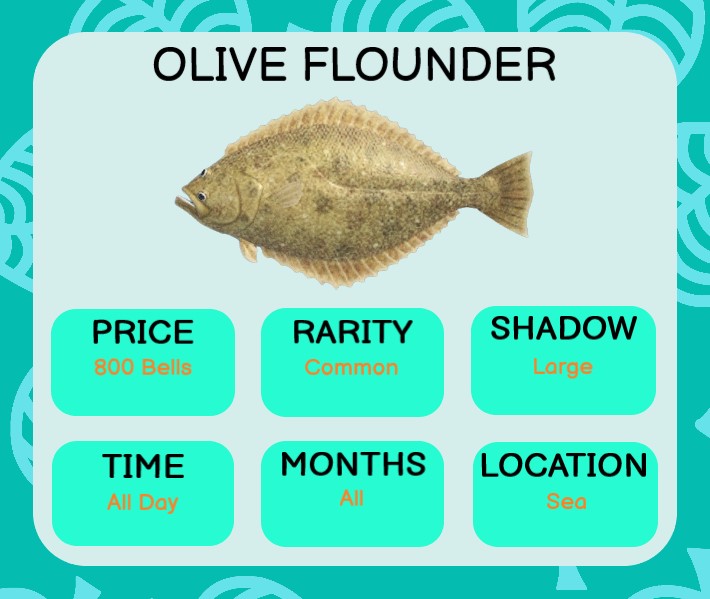 OLIVE FLOUNDER
PRICE
800 Bells
RARITY
Common
SHADOW
Large
TIME
All Day
MONTHS
All
LOCATION
Sea